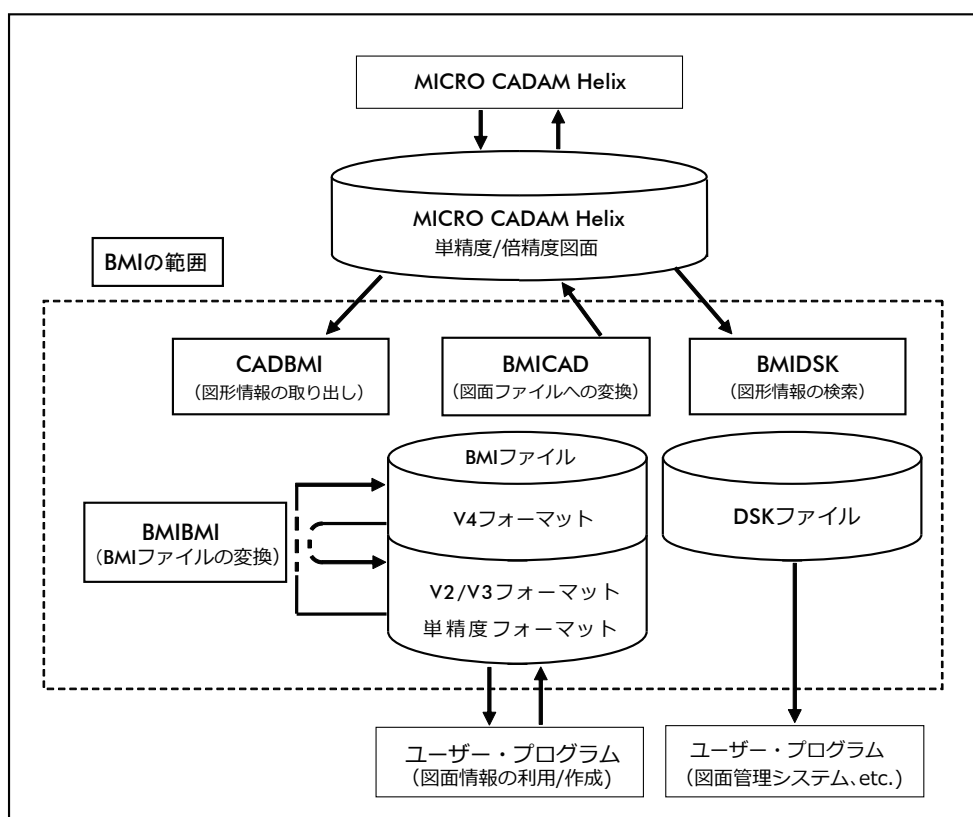 MICRO CADAM Helix
MICRO CADAM Helix
単精度/倍精度図面
BMIの範囲
CADBMI
(図形情報の取り出し)
BMICAD
(図面ファイルへの変換)
BMIDSK
(図形情報の検索)
BMIファイル
V4フォーマット
BMIBMI
(BMIファイルの変換)
V2/V3フォーマット
単精度フォーマット
DSKファイル
ユーザー・プログラム
(図面情報の利用/作成)
ユーザー・プログラム
(図面管理システム、etc.)